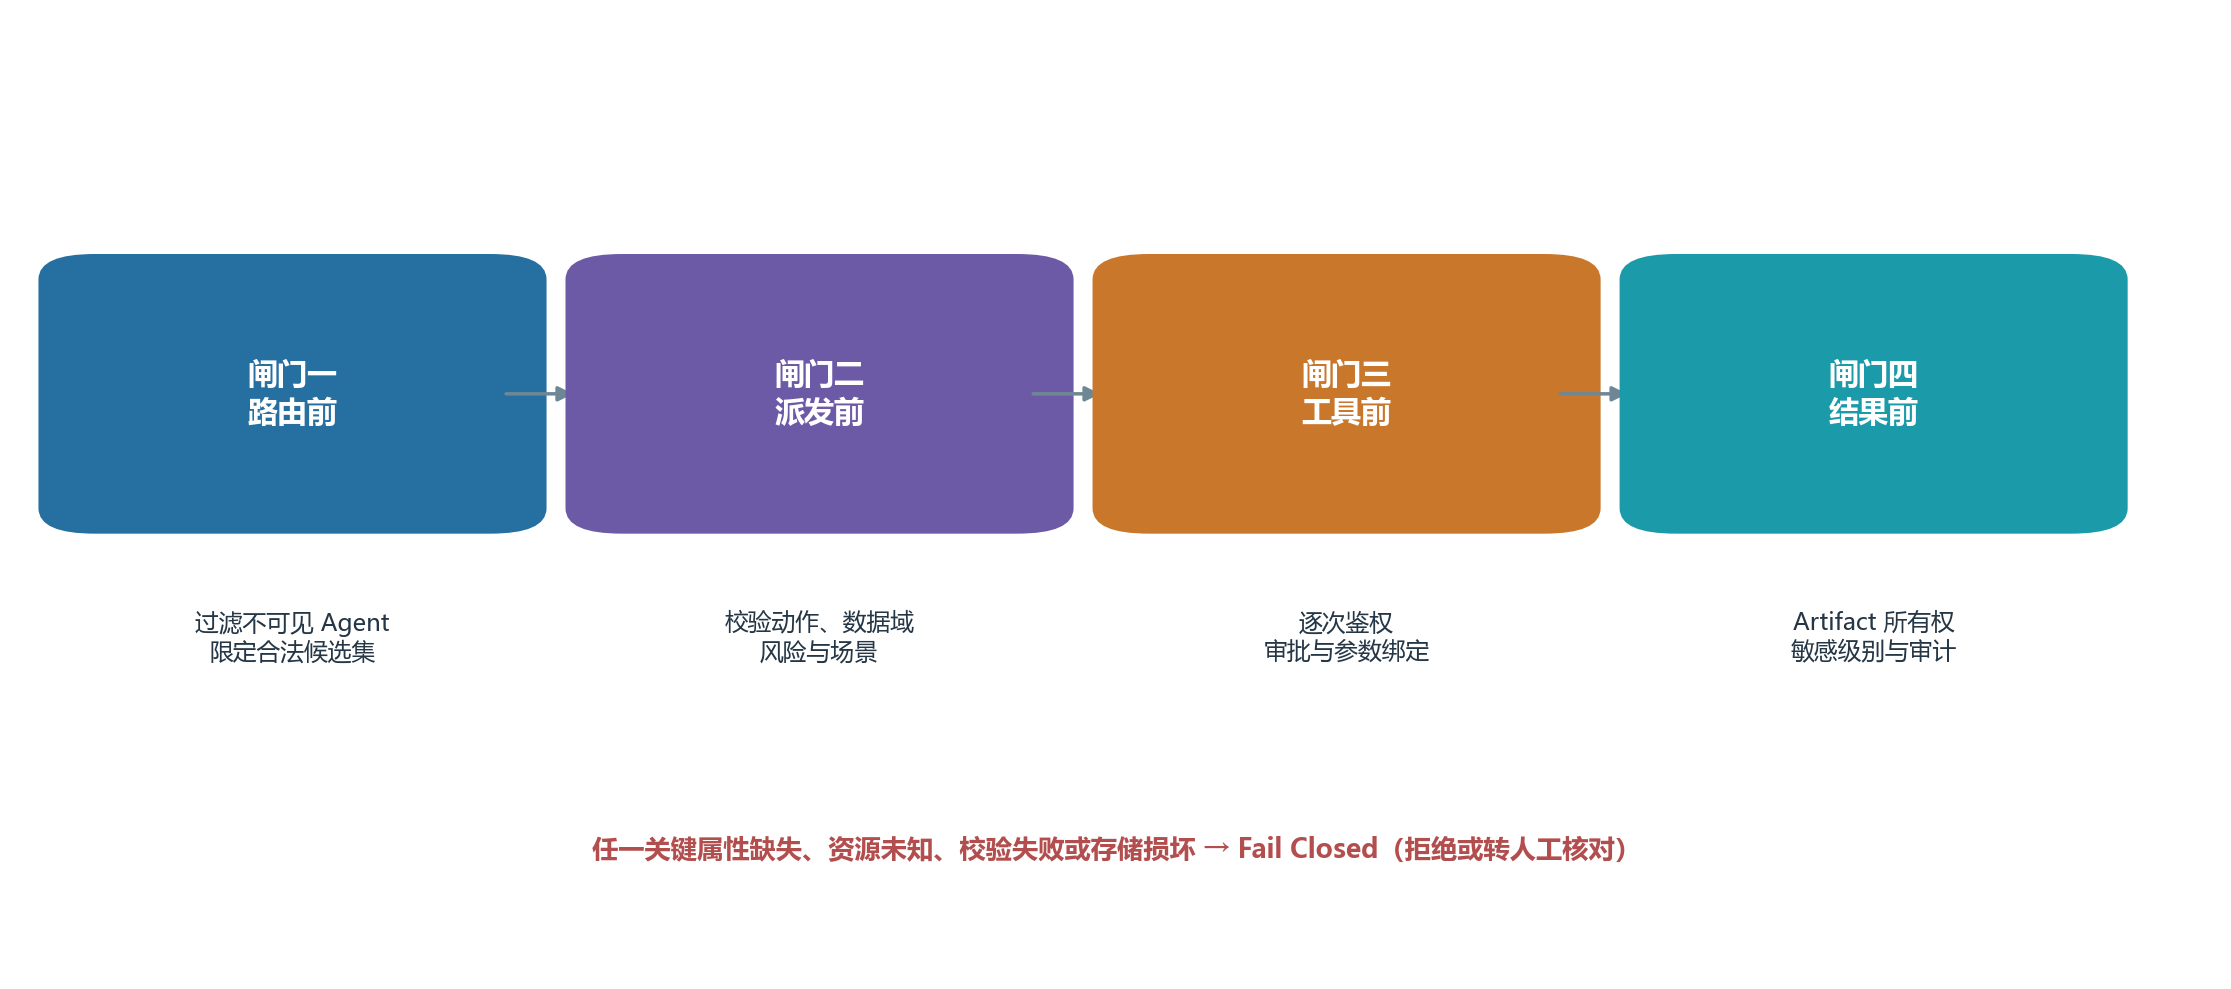 闸门一
路由前
闸门二
派发前
闸门三
工具前
闸门四
结果前
过滤不可见 Agent
限定合法候选集
校验动作、数据域
风险与场景
逐次鉴权
审批与参数绑定
Artifact 所有权
敏感级别与审计
任一关键属性缺失、资源未知、校验失败或存储损坏 → Fail Closed（拒绝或转人工核对）